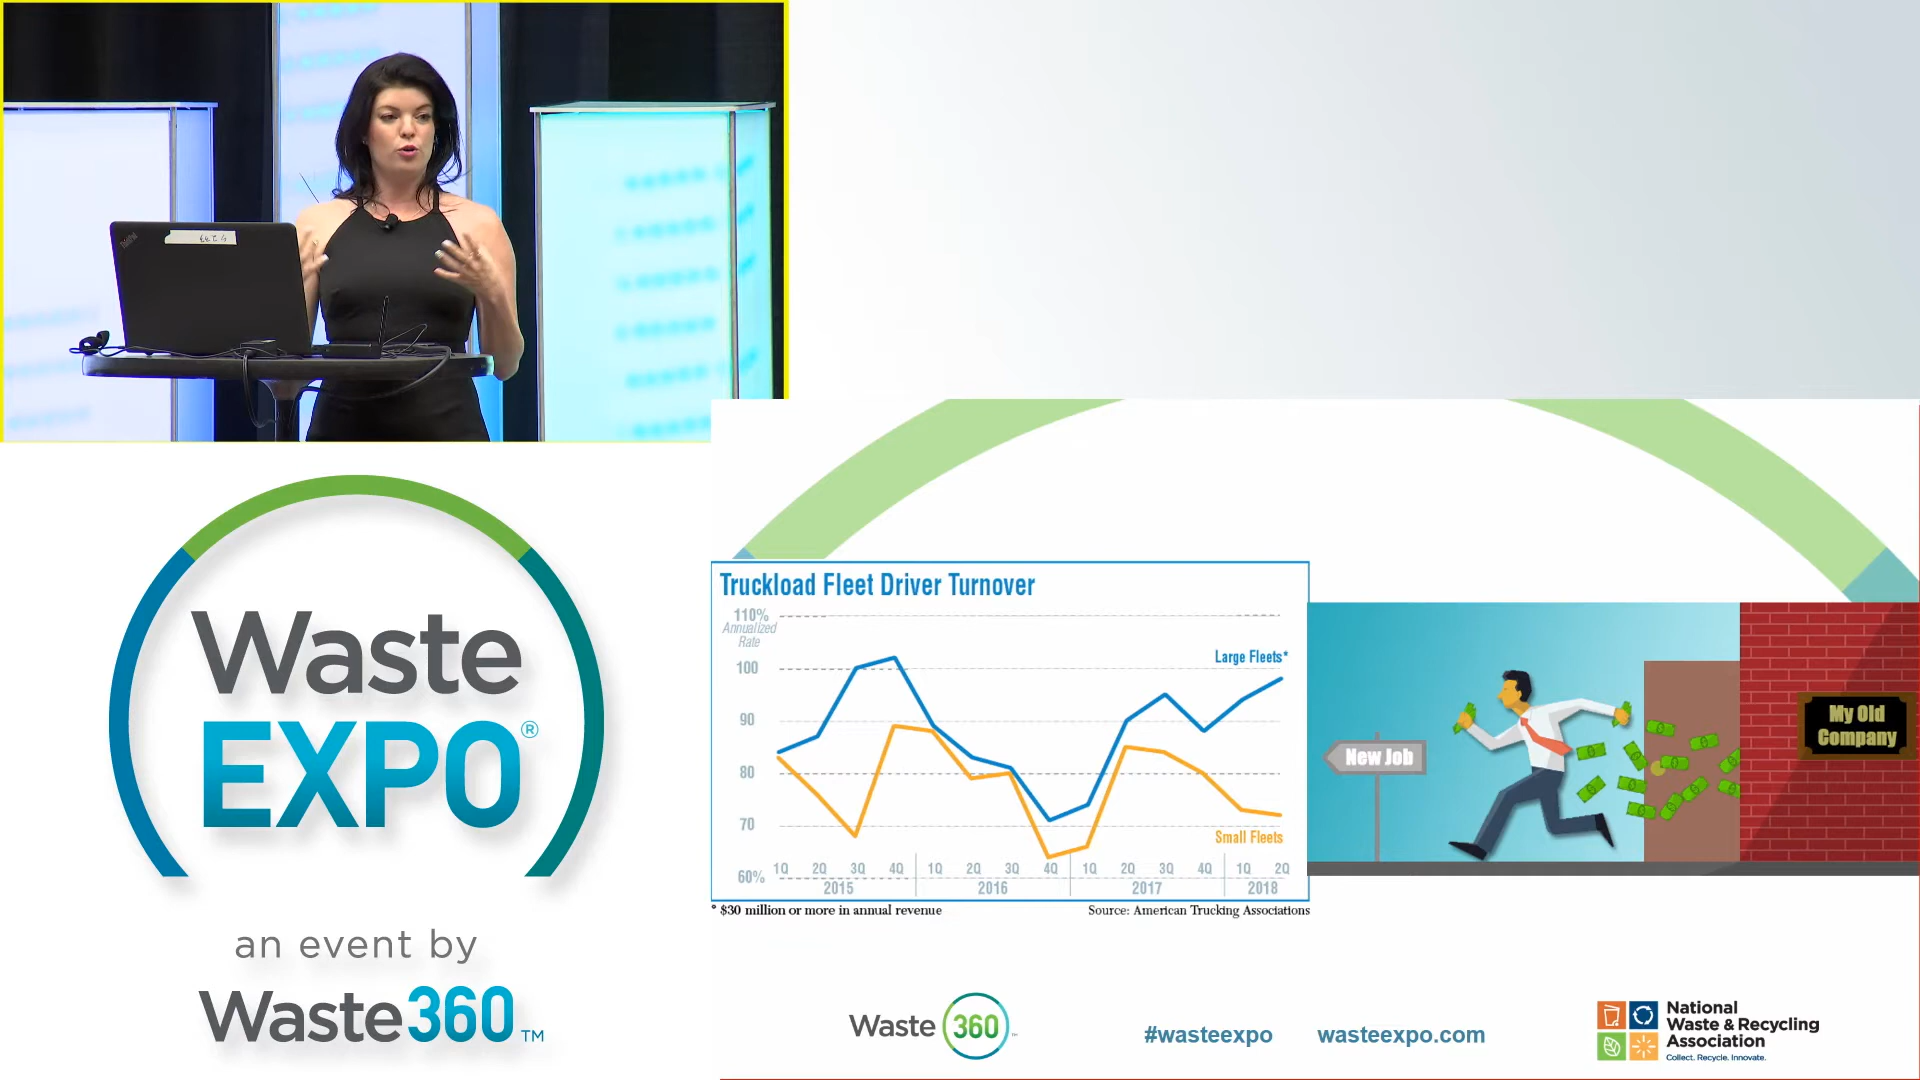 Waste
EXPO®
an event by
Waste360™
Truckload Fleet Driver Turnover
110%
Annualized
Rate
100
90
80
70
60%
Large Fleets*
Small Fleets
1Q 2Q 3Q 4Q 1Q 2Q 3Q 4Q 1Q 2Q 3Q 4Q 1Q 2Q
2015 2016 2017 2018
* $30 million or more in annual revenue
Source: American Trucking Associations
New Job
My Old
Company
Waste 360
#wasteexpo
wasteexpo.com
National
Waste & Recycling
Association
Collect. Recycle. Innovate.